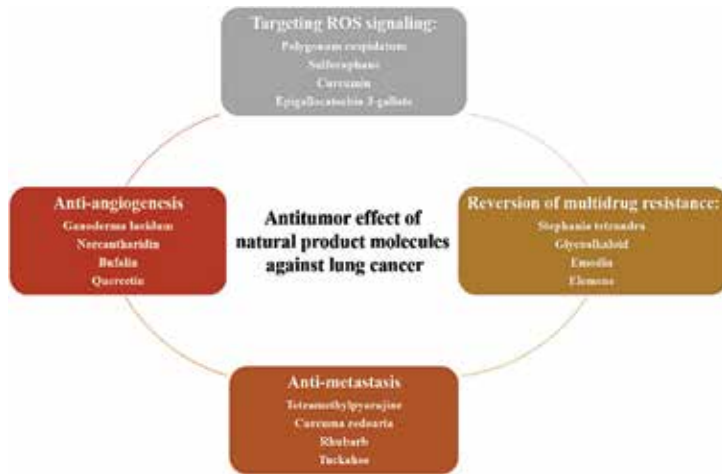 Targeting ROS signaling:
Polygonum cuspidatum
Sulforaphane
Curcumin
Epigallocatechin 3-gallate
Anti-angiogenesis
Ganoderma lucidum
Norcantharidin
Bufalin
Quercetin
Antitumor effect of
natural product molecules
against lung cancer
Reversion of multidrug resistance:
Stephania tetrandra
Glycoalkaloid
Emodin
Elemene
Anti-metastasis
Tetramethylpyarajine
Curcuma zedoaria
Rhubarb
Tuckahoe